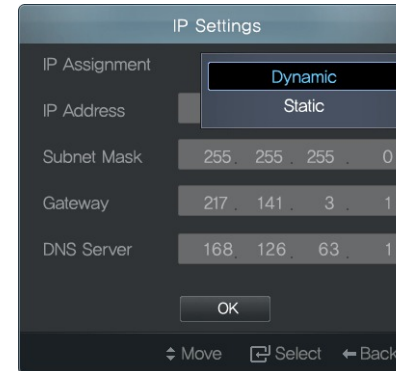 IP Settings
IP Assignment
Dynamic
IP Address
Static
Subnet Mask 255. 255. 255. 0
Gateway 217. 141. 3. 1
DNS Server 168. 126. 63. 1
OK
Move Select Back